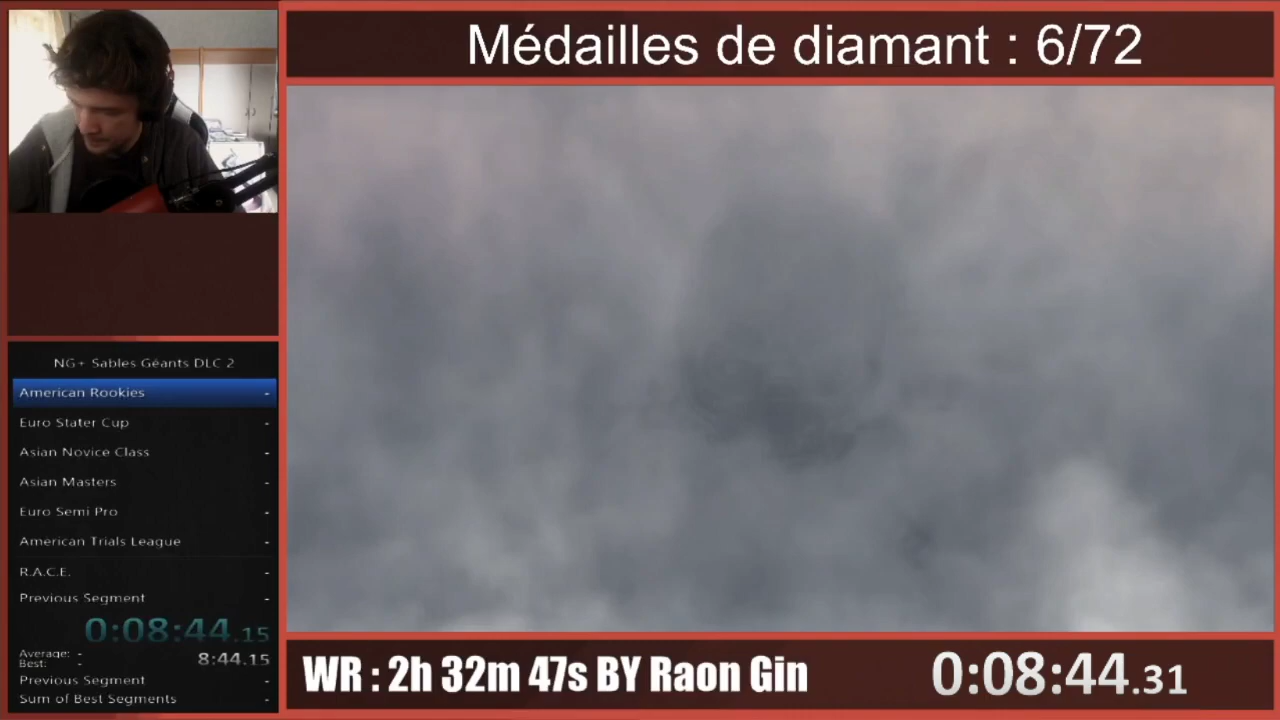 Médailles de diamant : 6/72
NG+ Sables Géants DLC 2
American Rookies -
Euro Stater Cup -
Asian Novice Class -
Asian Masters -
Euro Semi Pro -
American Trials League -
R.A.C.E. -
Previous Segment -
0:08:44.15
Average: -
Best: -
8:44.15
Previous Segment -
Sum of Best Segments -
WR : 2h 32m 47s BY Raon Gin
0:08:44.31